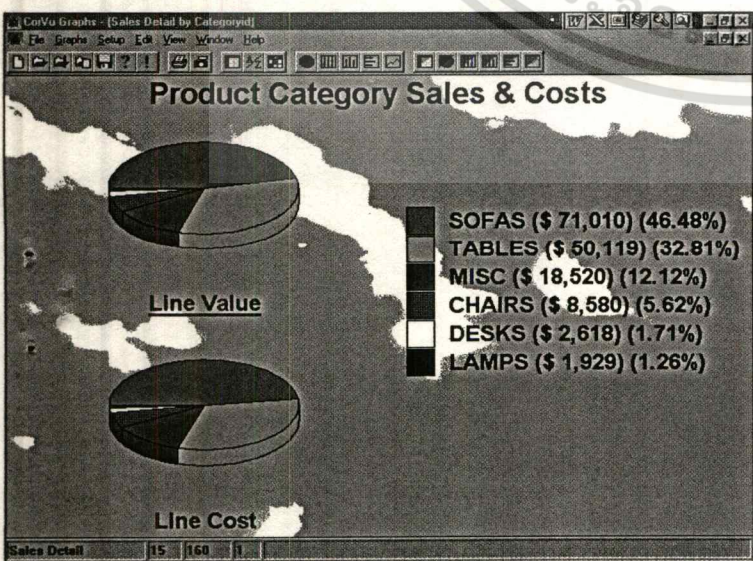 CorVu Graphs - [Sales Detail by Categoryid]
File Graphs Setup Edit View Window Help
Product Category Sales & Costs
SOFAS ($ 71,010) (46.48%)
TABLES ($ 50,119) (32.81%)
MISC ($ 18,520) (12.12%)
CHAIRS ($ 8,580) (5.62%)
DESKS ($ 2,618) (1.71%)
LAMPS ($ 1,929) (1.26%)
Line Value
Line Cost
Sales Detail 15 160 1